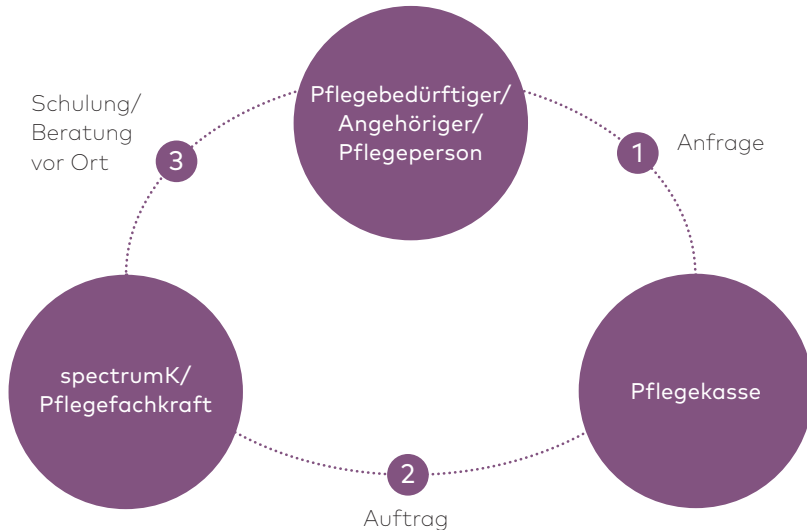 Pflegebedürftiger/
Angehöriger/
Pflegeperson
1
Anfrage
Pflegekasse
2
Auftrag
spectrumK/
Pflegefachkraft
3
Schulung/
Beratung
vor Ort